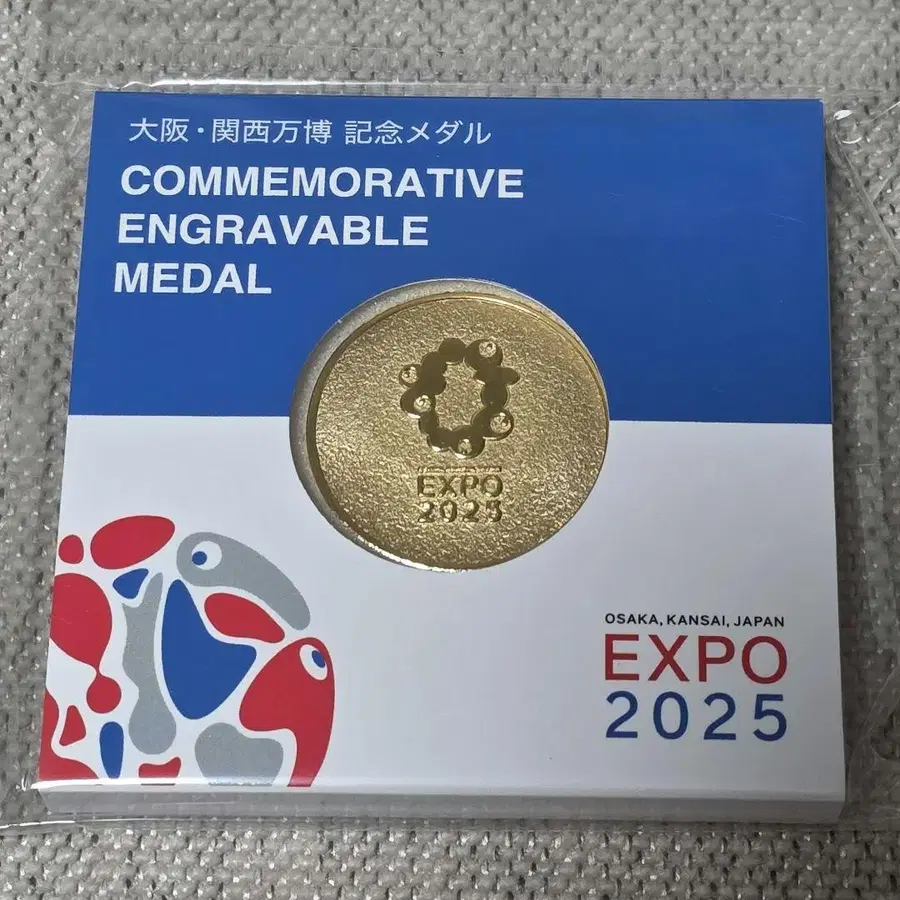 大阪・関西万博 記念メダル
COMMEMORATIVE
ENGRAVABLE
MEDAL
EXPO
2025
OSAKA, KANSAI, JAPAN
EXPO
2025